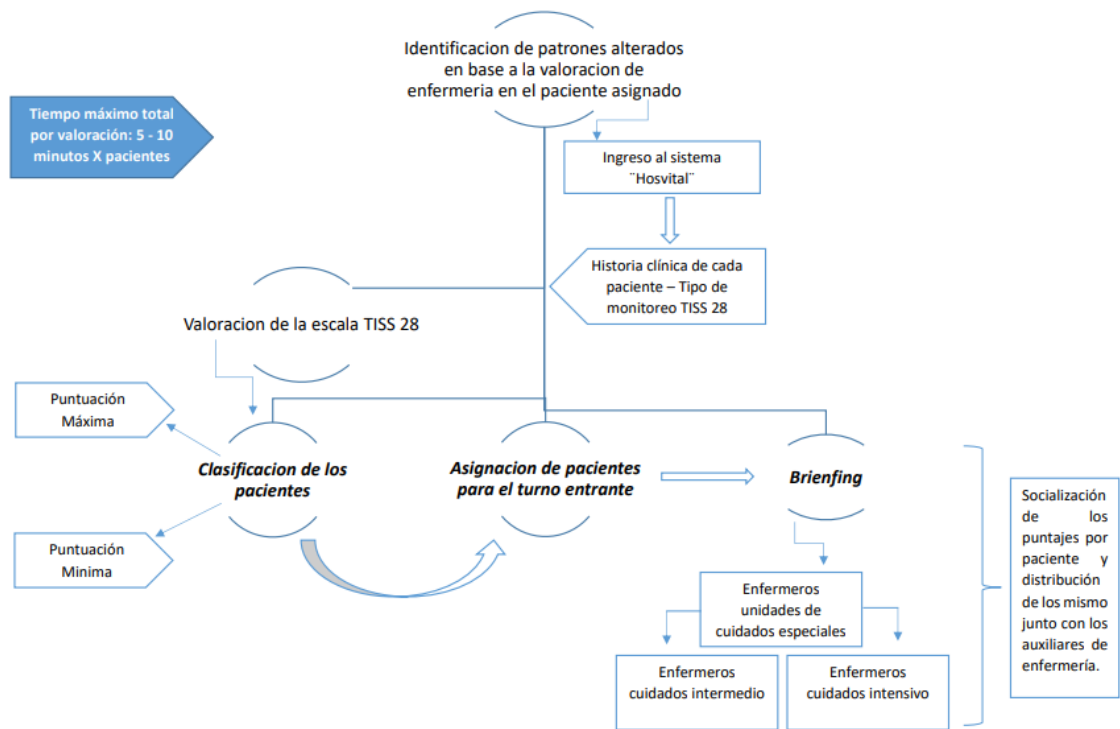 Identificacion de patrones alterados
en base a la valoracion de
enfermeria en el paciente asignado
Tiempo máximo total
por valoración: 5 - 10
minutos X pacientes
Ingreso al sistema
¨Hosvital¨
Historia clínica de cada
paciente – Tipo de
monitoreo TISS 28
Valoracion de la escala TISS 28
Puntuación
Máxima
Clasificacion de los
pacientes
Puntuación
Minima
Asignacion de pacientes
para el turno entrante
Brienfing
Enfermeros
unidades de
cuidados especiales
Enfermeros
cuidados intermedio
Enfermeros
cuidados intensivo
Socialización
de los
puntajes por
paciente y
distribución
de los mismo
junto con los
auxiliares de
enfermería.